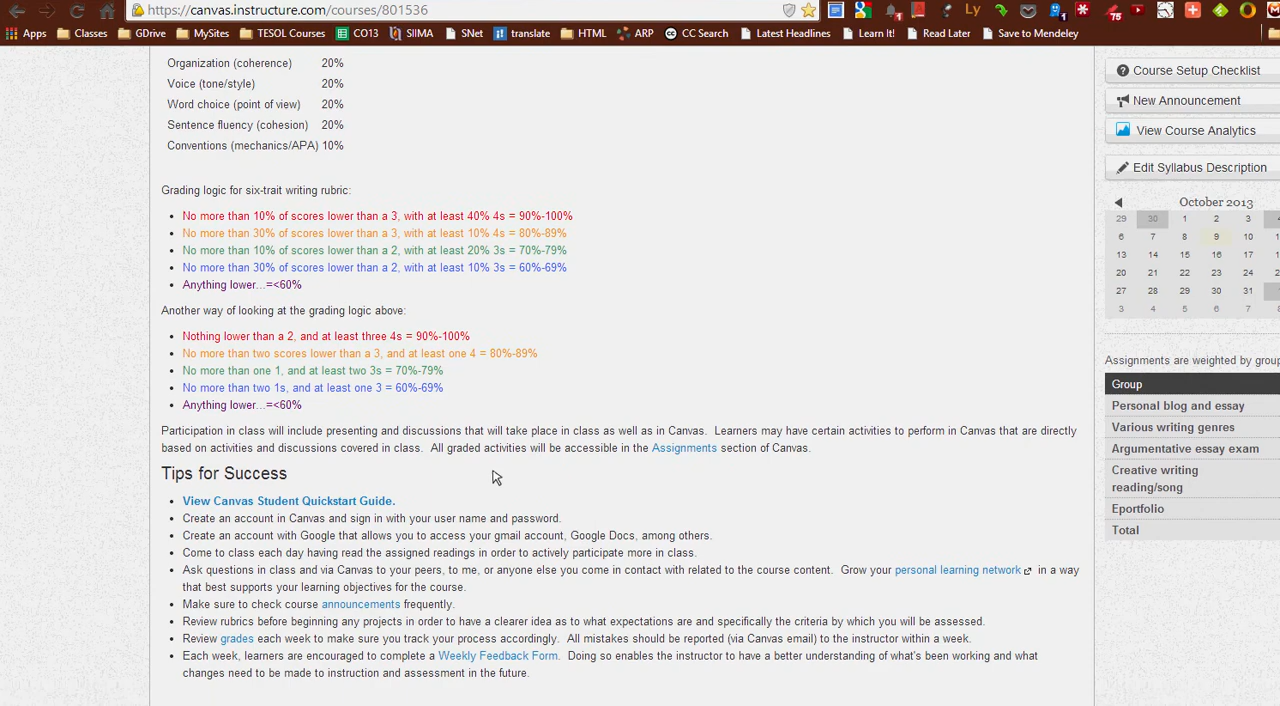 https://canvas.instructure.com/courses/801536
Ly
75
Apps Classes GDrive MySites TESOL Courses CO13 SIIMA SNet translate HTML ARP CC Search Latest Headlines Learn It! Read Later Save to Mendeley
Organization (coherence) 20%
Voice (tone/style) 20%
Word choice (point of view) 20%
Sentence fluency (cohesion) 20%
Conventions (mechanics/APA) 10%
Grading logic for six-trait writing rubric:
No more than 10% of scores lower than a 3, with at least 40% 4s = 90%-100%
No more than 30% of scores lower than a 3, with at least 10% 4s = 80%-89%
No more than 10% of scores lower than a 2, with at least 20% 3s = 70%-79%
No more than 30% of scores lower than a 2, with at least 10% 3s = 60%-69%
Anything lower...=<60%
Another way of looking at the grading logic above:
Nothing lower than a 2, and at least three 4s = 90%-100%
No more than two scores lower than a 3, and at least one 4 = 80%-89%
No more than one 1, and at least two 3s = 70%-79%
No more than two 1s, and at least one 3 = 60%-69%
Anything lower...=<60%
Participation in class will include presenting and discussions that will take place in class as well as in Canvas. Learners may have certain activities to perform in Canvas that are directly
based on activities and discussions covered in class. All graded activities will be accessible in the Assignments section of Canvas.
Tips for Success
View Canvas Student Quickstart Guide.
Create an account in Canvas and sign in with your user name and password.
Create an account with Google that allows you to access your gmail account, Google Docs, among others.
Come to class each day having read the assigned readings in order to actively participate more in class.
Ask questions in class and via Canvas to your peers, to me, or anyone else you come in contact with related to the course content. Grow your personal learning network in a way
that best supports your learning objectives for the course.
Make sure to check course announcements frequently.
Review rubrics before beginning any projects in order to have a clearer idea as to what expectations are and specifically the criteria by which you will be assessed.
Review grades each week to make sure you track your process accordingly. All mistakes should be reported (via Canvas email) to the instructor within a week.
Each week, learners are encouraged to complete a Weekly Feedback Form. Doing so enables the instructor to have a better understanding of what's been working and what
changes need to be made to instruction and assessment in the future.
Course Setup Checklist
New Announcement
View Course Analytics
Edit Syllabus Description
October 2013
29 30 1 2 3
6 7 8 9 10
13 14 15 16 17
20 21 22 23 24
27 28 29 30 31
3 4 5 6 7
Assignments are weighted by group
Group
Personal blog and essay
Various writing genres
Argumentative essay exam
Creative writing
reading/song
Eportfolio
Total